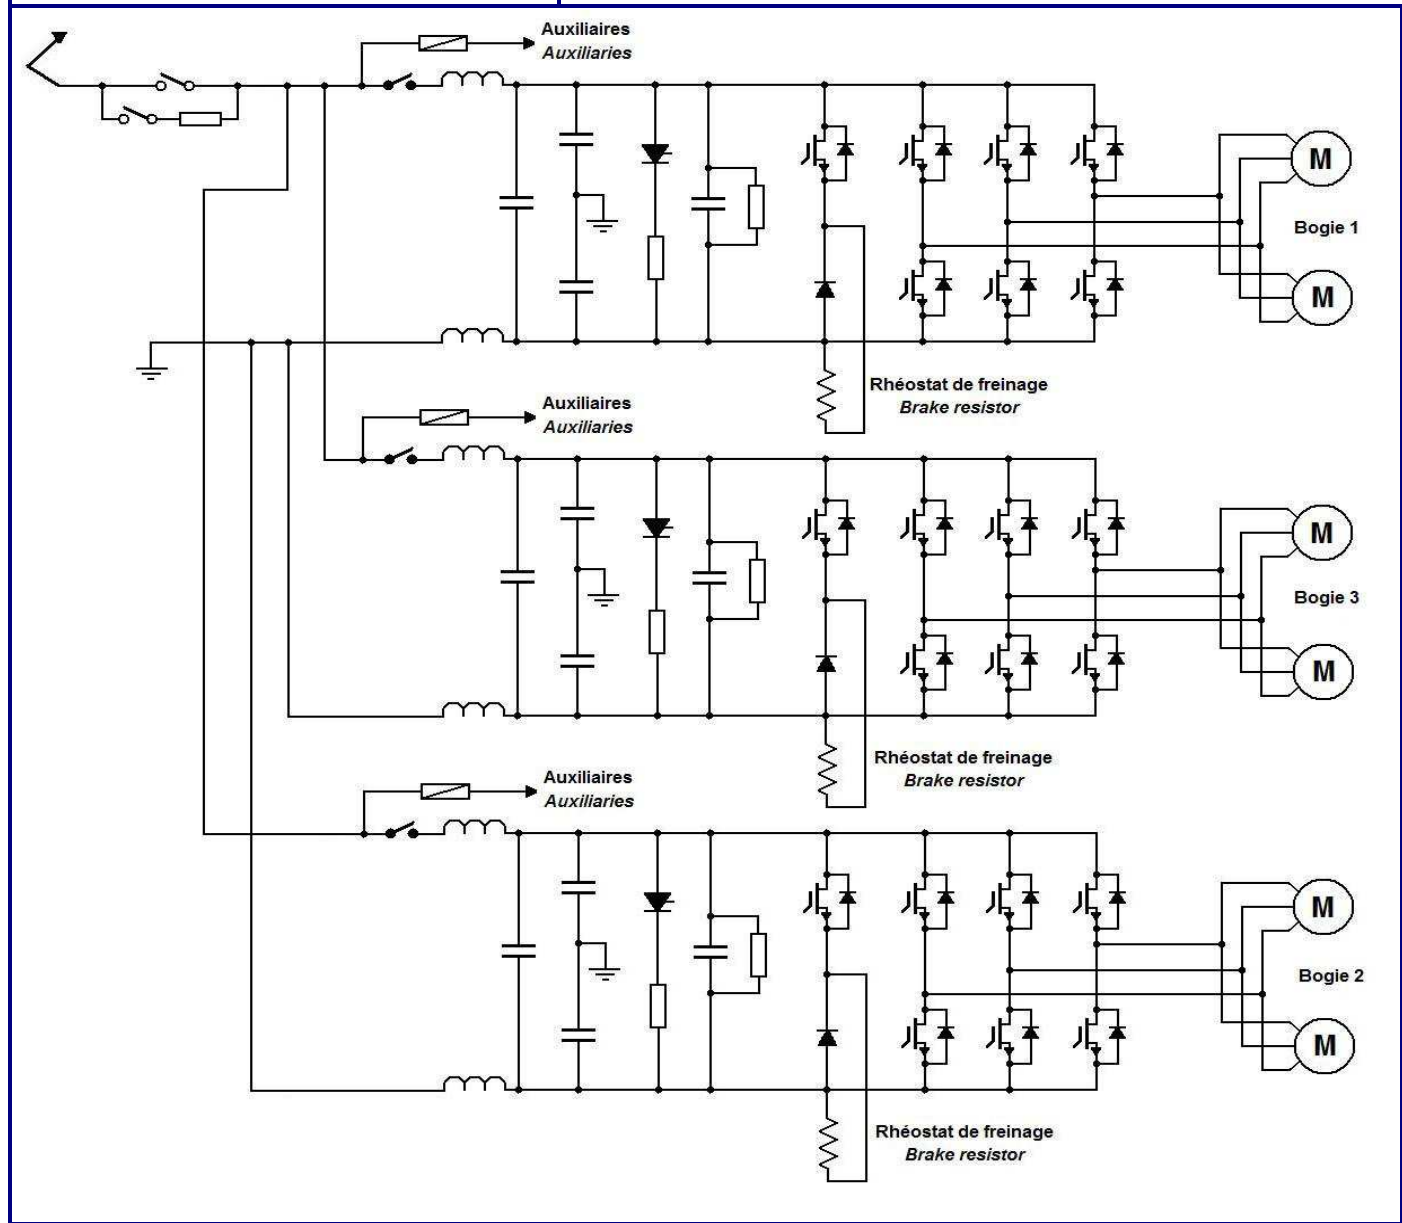 Auxiliaires
Auxiliaries
M
Bogie 1
M
Rhéostat de freinage
Brake resistor
Auxiliaires
Auxiliaries
M
Bogie 3
M
Rhéostat de freinage
Brake resistor
Auxiliaires
Auxiliaries
M
Bogie 2
M
Rhéostat de freinage
Brake resistor